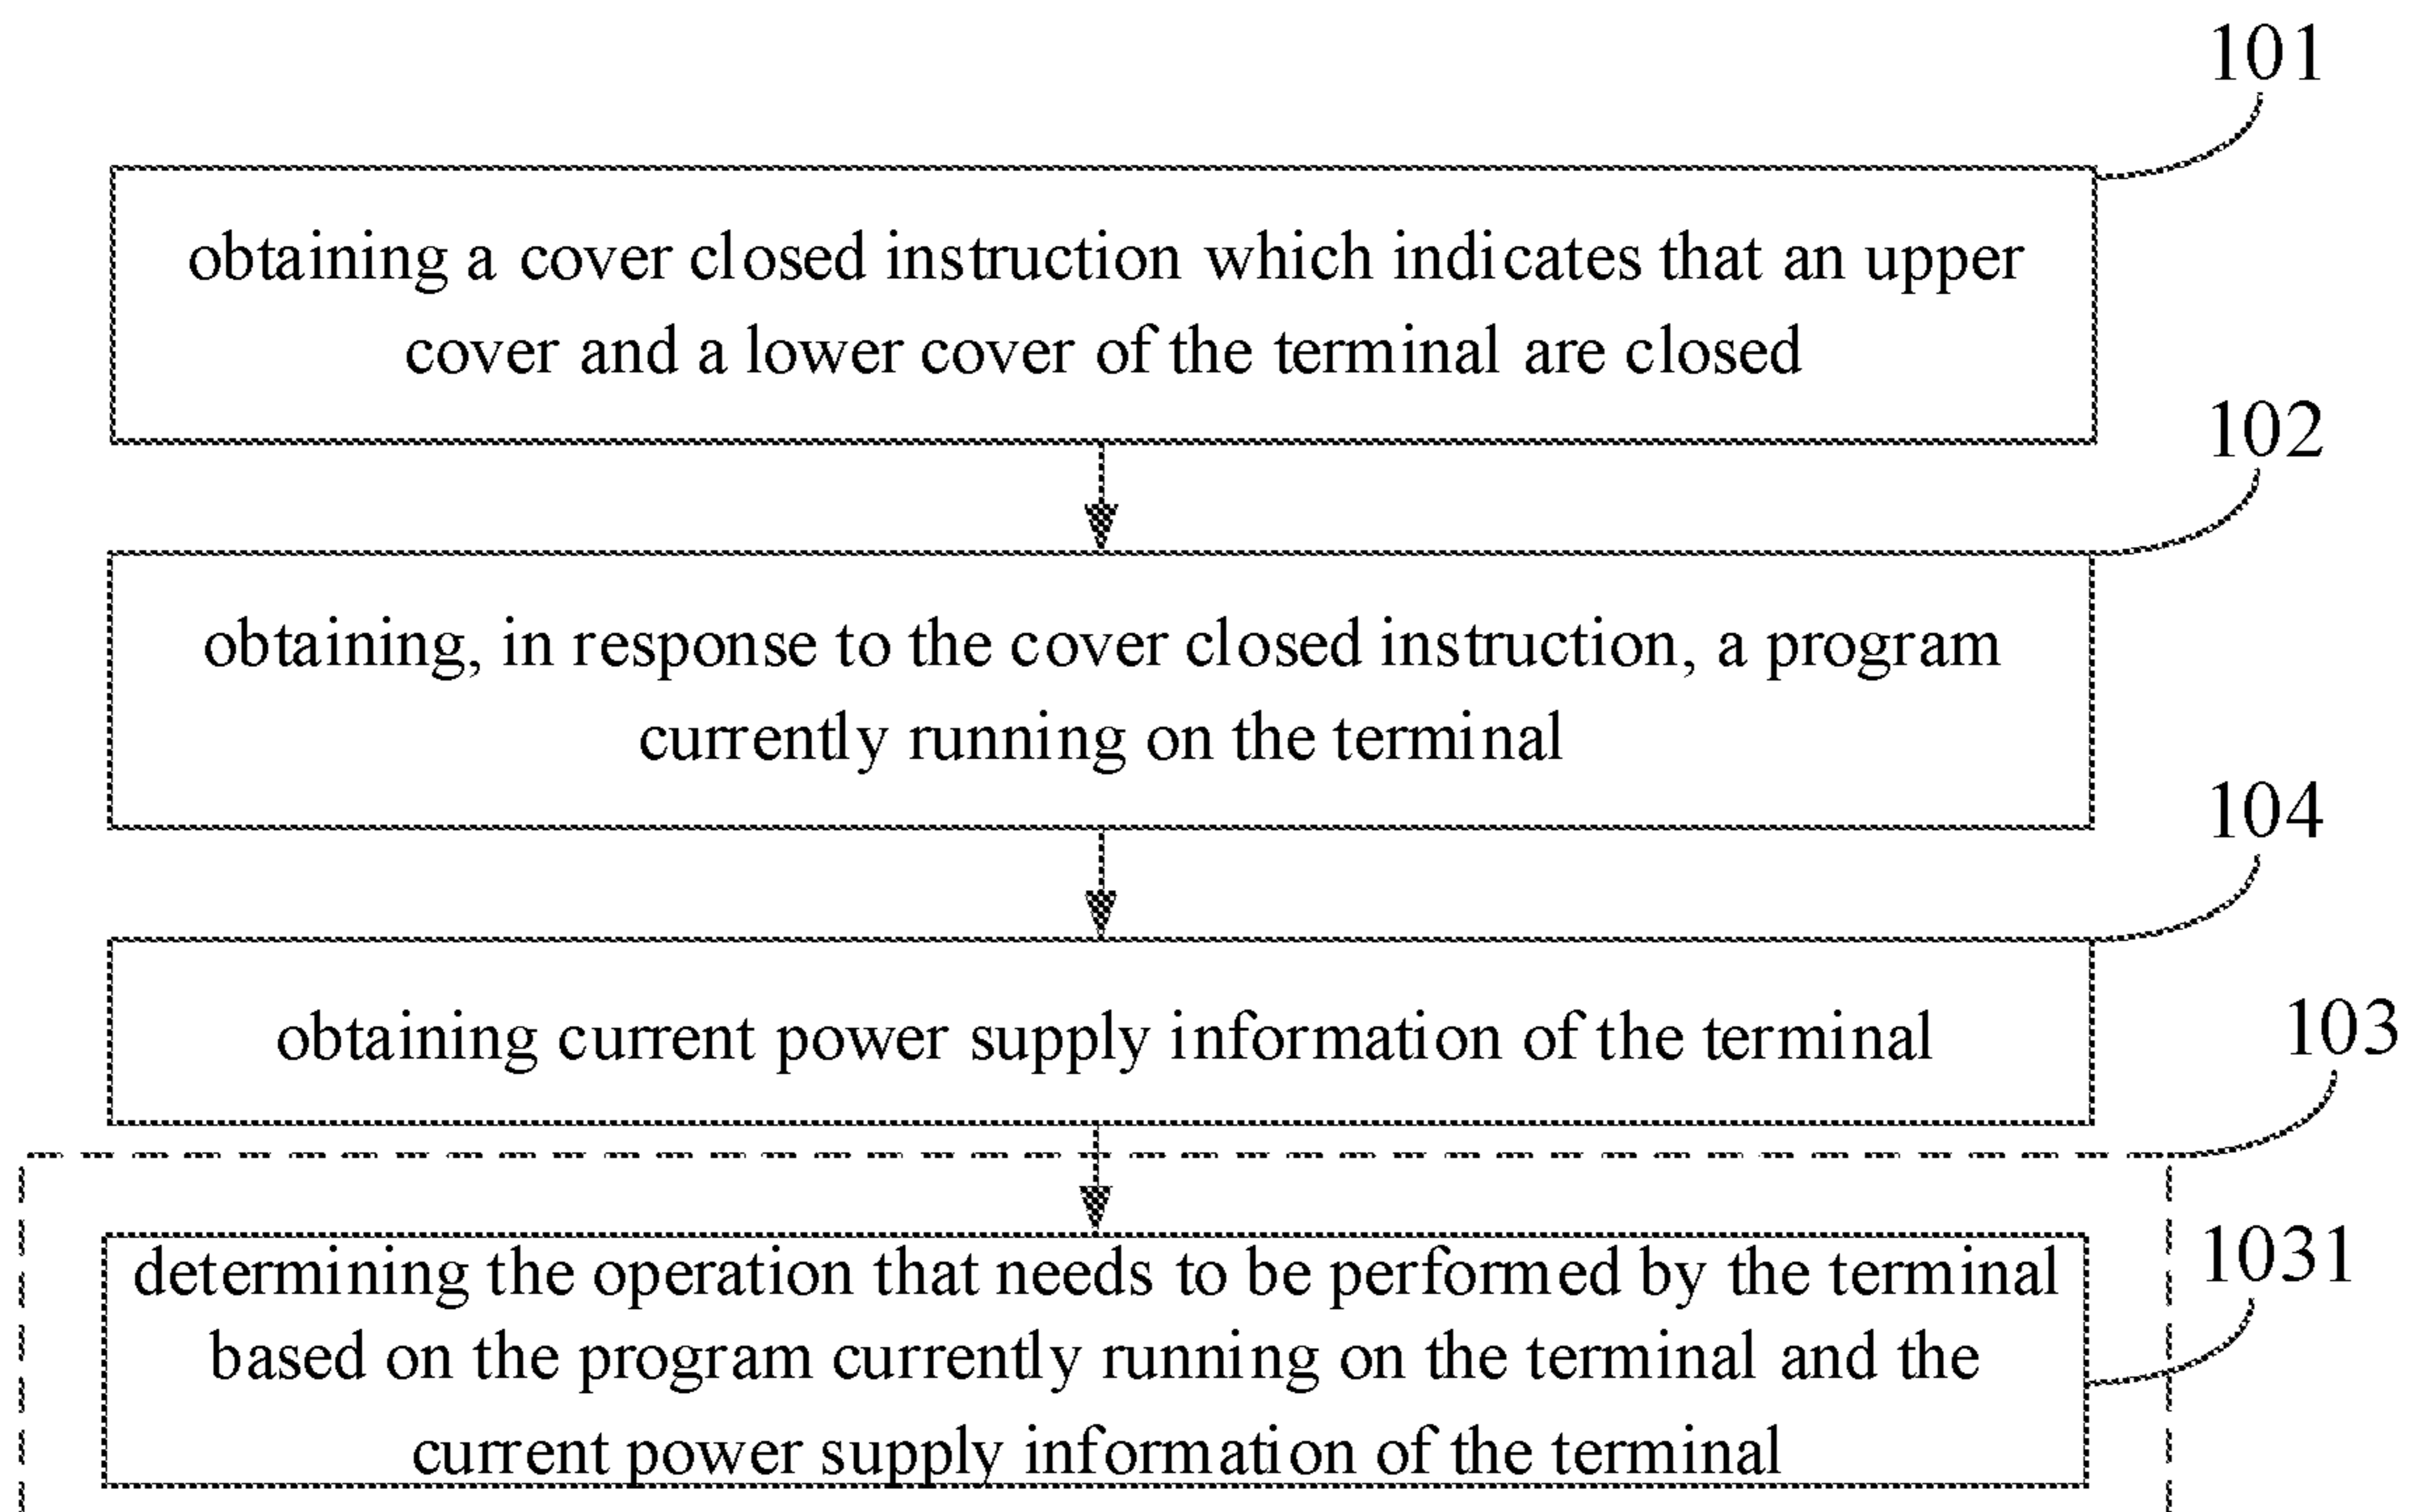 101
obtaining a cover closed instruction which indicates that an upper
cover and a lower cover of the terminal are closed
102
obtaining, in response to the cover closed instruction, a program
currently running on the terminal
104
obtaining current power supply information of the terminal
103
1031
determining the operation that needs to be performed by the terminal
based on the program currently running on the terminal and the
current power supply information of the terminal